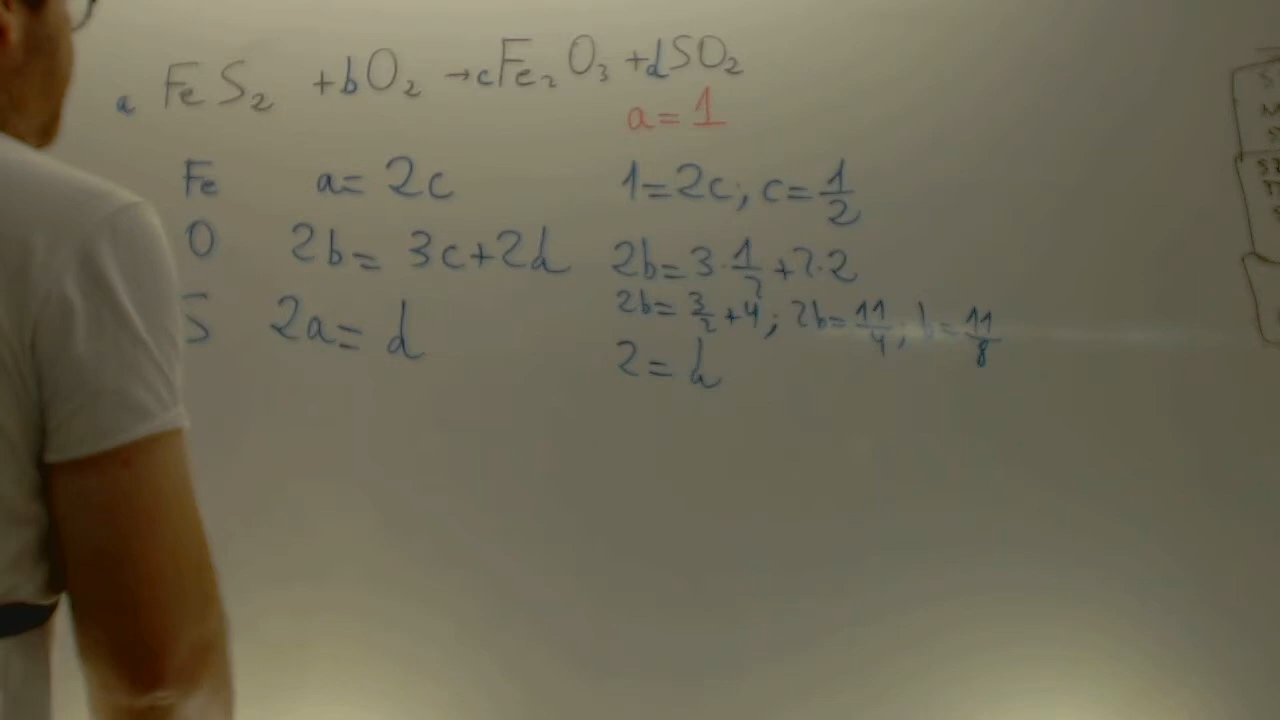 a FeS₂ + bO₂ → cFe₂O₃ + dSO₂
a = 1
Fe a = 2c 1 = 2c; c = 1/2
O 2b = 3c + 2d 2b = 3 · 1/2 + 2 · 2
2b = 3/2 + 4; 2b = 11/4; b = 11/8
S 2a = d 2 = d